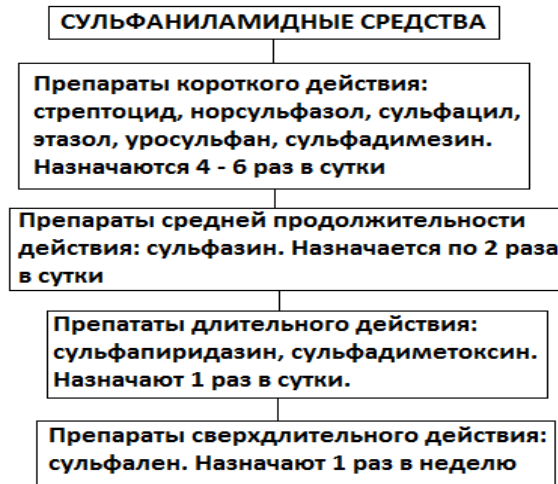 СУЛЬФАНИЛАМИДНЫЕ СРЕДСТВА
Препараты короткого действия:
стрептоцид, норсульфазол, сульфацил,
этазол, уросульфан, сульфадимезин.
Назначаются 4 - 6 раз в сутки
Препараты средней продолжительности
действия: сульфазин. Назначается по 2 раза
в сутки
Препататы длительного действия:
сульфапиридазин, сульфадиметоксин.
Назначают 1 раз в сутки.
Препараты сверхдлительного действия:
сульфален. Назначают 1 раз в неделю